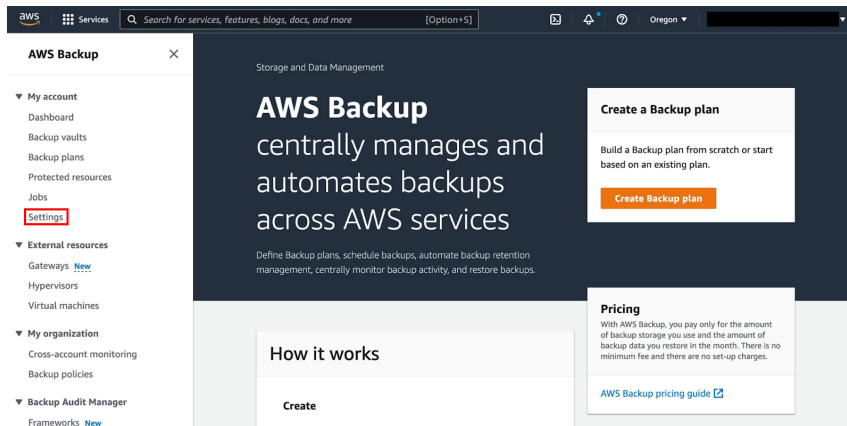 aws
Services
Search for services, features, blogs, docs, and more
[Option+S]
Oregon ▼
AWS Backup
▼ My account
Dashboard
Backup vaults
Backup plans
Protected resources
Jobs
Settings
▼ External resources
Gateways New
Hypervisors
Virtual machines
▼ My organization
Cross-account monitoring
Backup policies
▼ Backup Audit Manager
Frameworks New
Storage and Data Management
AWS Backup
centrally manages and
automates backups
across AWS services
Define Backup plans, schedule backups, automate backup retention
management, centrally monitor backup activity, and restore backups.
Create a Backup plan
Build a Backup plan from scratch or start
based on an existing plan.
Create Backup plan
Pricing
With AWS Backup, you pay only for the amount
of backup storage you use and the amount of
backup data you restore in the month. There is no
minimum fee and there are no set-up charges.
AWS Backup pricing guide
How it works
Create